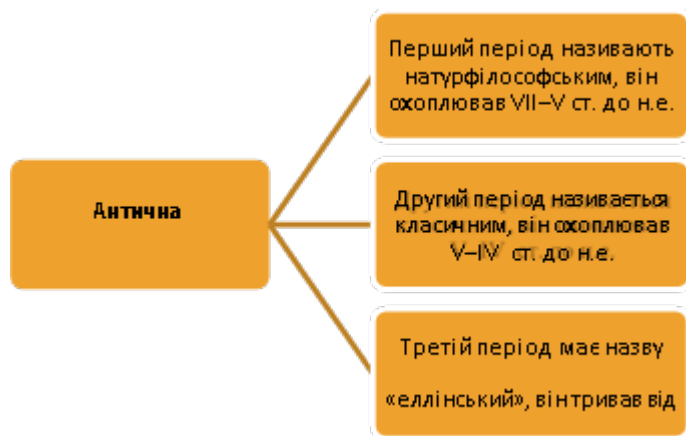 Антична
Перший період називають
натурфілософським, він
охоплював VII–V ст. до н.е.
Другий період називається
класичним, він охоплював
V–IV ст. до н.е.
Третій період має назву
«еллінський», він тривав від